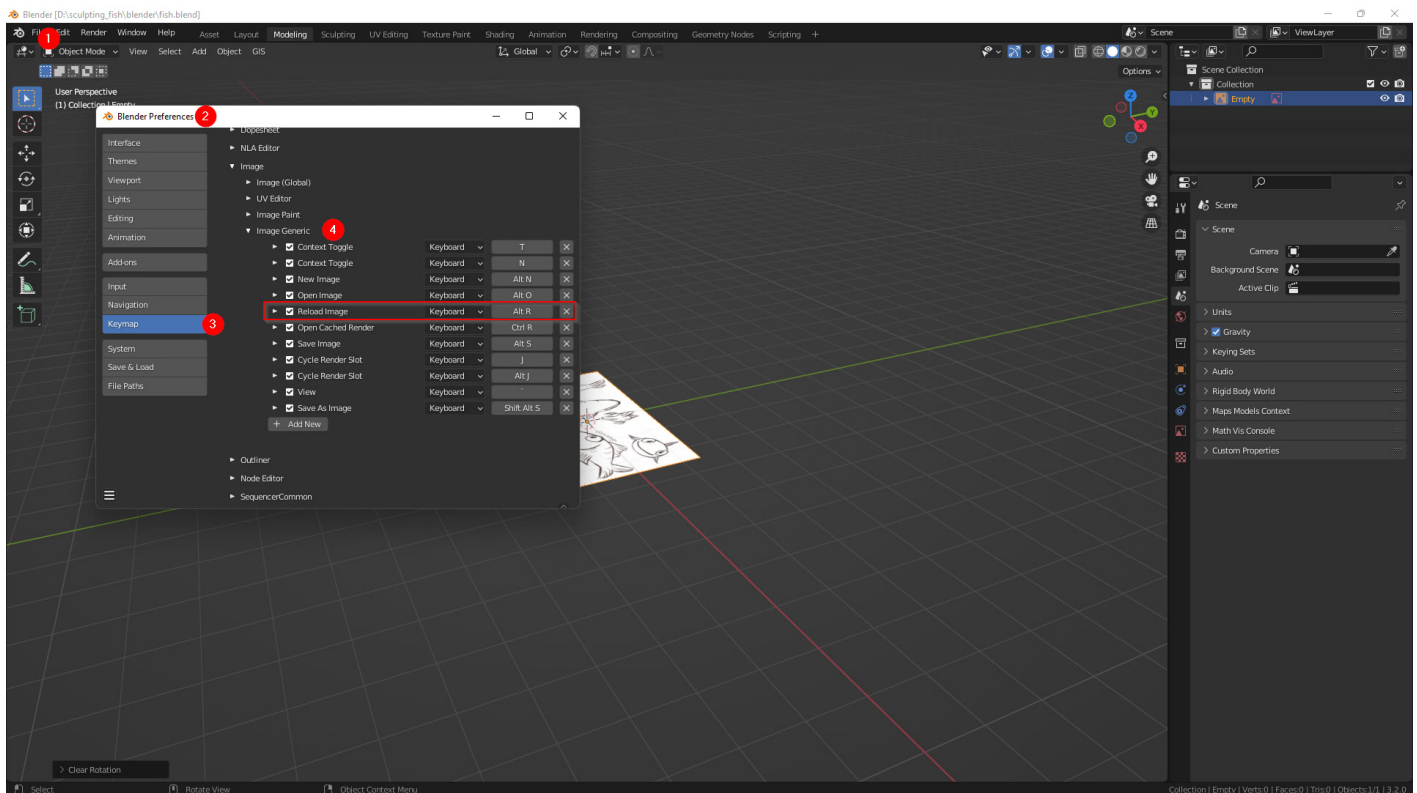 Blender [D:\sculpting_fish\blender\fish.blend]
Edit Render Window Help Asset Layout Modeling Sculpting UV Editing Texture Paint Shading Animation Rendering Compositing Geometry Nodes Scripting + Scene ViewLayer
1
Object Mode View Select Add Object GIS Global
Options
User Perspective
(1) Collection | Empty
Z
Y
X
Blender Preferences 2
Interface
Themes
Viewport
Lights
Editing
Animation
Add-ons
Input
Navigation
Keymap 3
System
Save & Load
File Paths
Dopesheet
NLA Editor
Image
Image (Global)
UV Editor
Image Paint
Image Generic 4
Context Toggle Keyboard T
Context Toggle Keyboard N
New Image Keyboard Alt N
Open Image Keyboard Alt O
Reload Image Keyboard Alt R
Open Cached Render Keyboard Ctrl R
Save Image Keyboard Alt S
Cycle Render Slot Keyboard J
Cycle Render Slot Keyboard Alt J
View Keyboard `
Save As Image Keyboard Shift Alt S
+ Add New
Outliner
Node Editor
SequencerCommon
Scene Collection
Collection
Empty
Scene
Scene
Camera
Background Scene
Active Clip
Units
Gravity
Keying Sets
Audio
Rigid Body World
Maps Models Context
Math Vis Console
Custom Properties
> Clear Rotation
Select Rotate View Object Context Menu Collection | Empty | Verts:0 | Faces:0 | Tris:0 | Objects:1/1 | 3.2.0